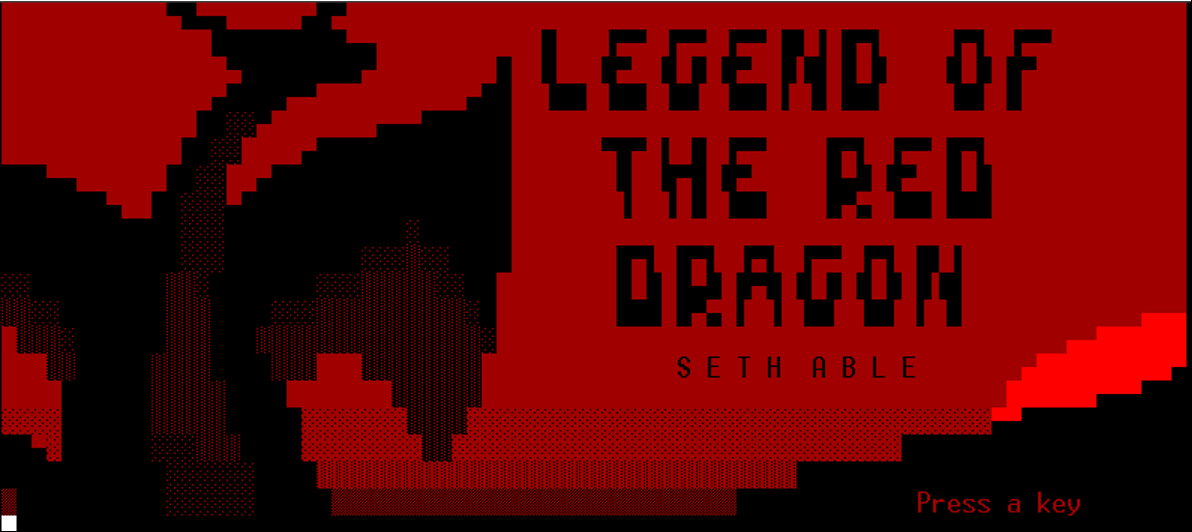 LEGEND OF
THE RED
DRAGON
SETH ABLE
Press a key